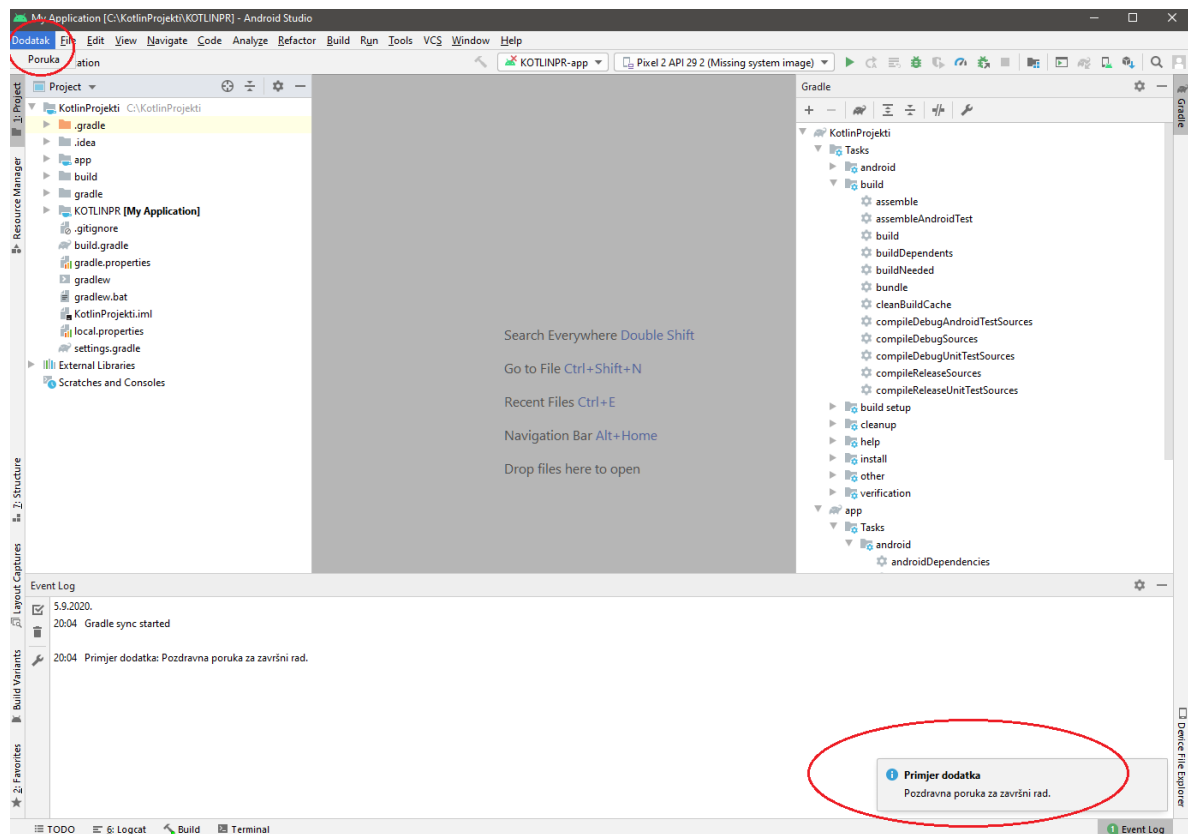 My Application [C:\KotlinProjekti\KOTLINPR] - Android Studio
Dodatak File Edit View Navigate Code Analyze Refactor Build Run Tools VCS Window Help
Poruka ation
KOTLINPR-app
Pixel 2 API 29 2 (Missing system image)
1: Project
Resource Manager
7: Structure
Layout Captures
Build Variants
2: Favorites
Project
KotlinProjekti C:\KotlinProjekti
.gradle
.idea
app
build
gradle
KOTLINPR [My Application]
.gitignore
build.gradle
gradle.properties
gradlew
gradlew.bat
KotlinProjekti.iml
local.properties
settings.gradle
External Libraries
Scratches and Consoles
Search Everywhere Double Shift
Go to File Ctrl+Shift+N
Recent Files Ctrl+E
Navigation Bar Alt+Home
Drop files here to open
Gradle
KotlinProjekti
Tasks
android
build
assemble
assembleAndroidTest
build
buildDependents
buildNeeded
bundle
cleanBuildCache
compileDebugAndroidTestSources
compileDebugSources
compileDebugUnitTestSources
compileReleaseSources
compileReleaseUnitTestSources
build setup
cleanup
help
install
other
verification
app
Tasks
android
androidDependencies
Gradle
Device File Explorer
Event Log
5.9.2020.
20:04 Gradle sync started
20:04 Primjer dodatka: Pozdravna poruka za završni rad.
Primjer dodatka
Pozdravna poruka za završni rad.
TODO 6: Logcat Build Terminal
1 Event Log